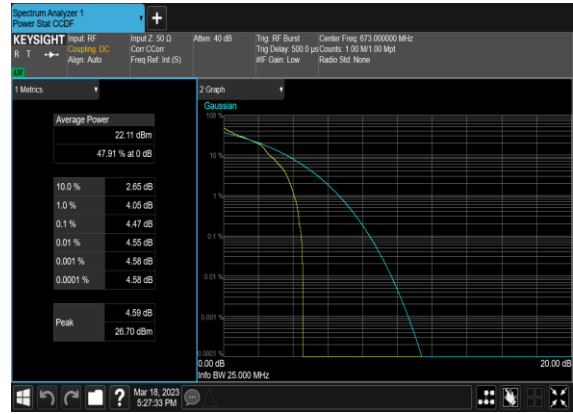 Spectrum Analyzer 1
Power Stat CCDF
+
KEYSIGHT Input: RF Input Z: 50 Ω Atten: 40 dB Trig: RF Burst Center Freq: 673.000000 MHz
R T Coupling: DC Corr CCorr Trig Delay: 500.0 µs Counts: 1.00 M/1.00 Mpt
Align: Auto Freq Ref: Int (S) #IF Gain: Low Radio Std: None
1 Metrics
Average Power
22.11 dBm
47.91 % at 0 dB
10.0 % 2.65 dB
1.0 % 4.05 dB
0.1 % 4.47 dB
0.01 % 4.55 dB
0.001 % 4.58 dB
0.0001 % 4.58 dB
Peak 4.59 dB
26.70 dBm
2 Graph
Gaussian
100 %
10 %
1 %
0.1 %
0.01 %
0.001 %
0.0001 %
0.00 dB 20.00 dB
Info BW 25.000 MHz
? Mar 18, 2023
5:27:33 PM